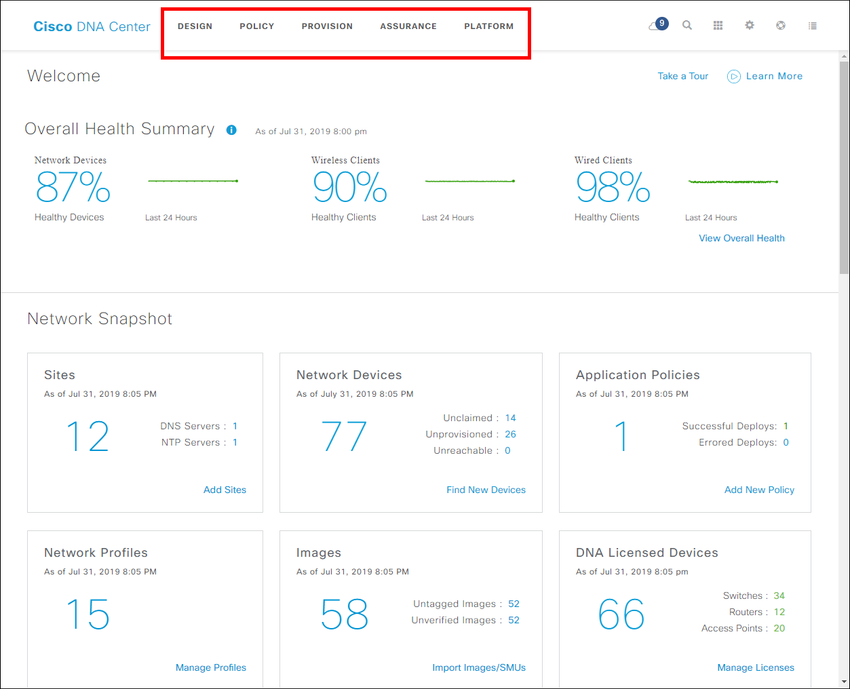 Cisco DNA Center DESIGN POLICY PROVISION ASSURANCE PLATFORM 9
Welcome Take a Tour Learn More
Overall Health Summary i As of Jul 31, 2019 8:00 pm
Network Devices Wireless Clients Wired Clients
87% 90% 98%
Healthy Devices Last 24 Hours Healthy Clients Last 24 Hours Healthy Clients Last 24 Hours
View Overall Health
Network Snapshot
Sites
As of Jul 31, 2019 8:05 PM
12
DNS Servers : 1
NTP Servers : 1
Add Sites
Network Devices
As of July 31, 2019 8:05 PM
77
Unclaimed : 14
Unprovisioned : 26
Unreachable : 0
Find New Devices
Application Policies
As of Jul 31, 2019 8:05 PM
1
Successful Deploys: 1
Errored Deploys: 0
Add New Policy
Network Profiles
As of Jul 31, 2019 8:05 PM
15
Manage Profiles
Images
As of Jul 31, 2019 8:05 PM
58
Untagged Images : 52
Unverified Images : 52
Import Images/SMUs
DNA Licensed Devices
As of Jul 31, 2019 8:05 pm
66
Switches : 34
Routers : 12
Access Points : 20
Manage Licenses